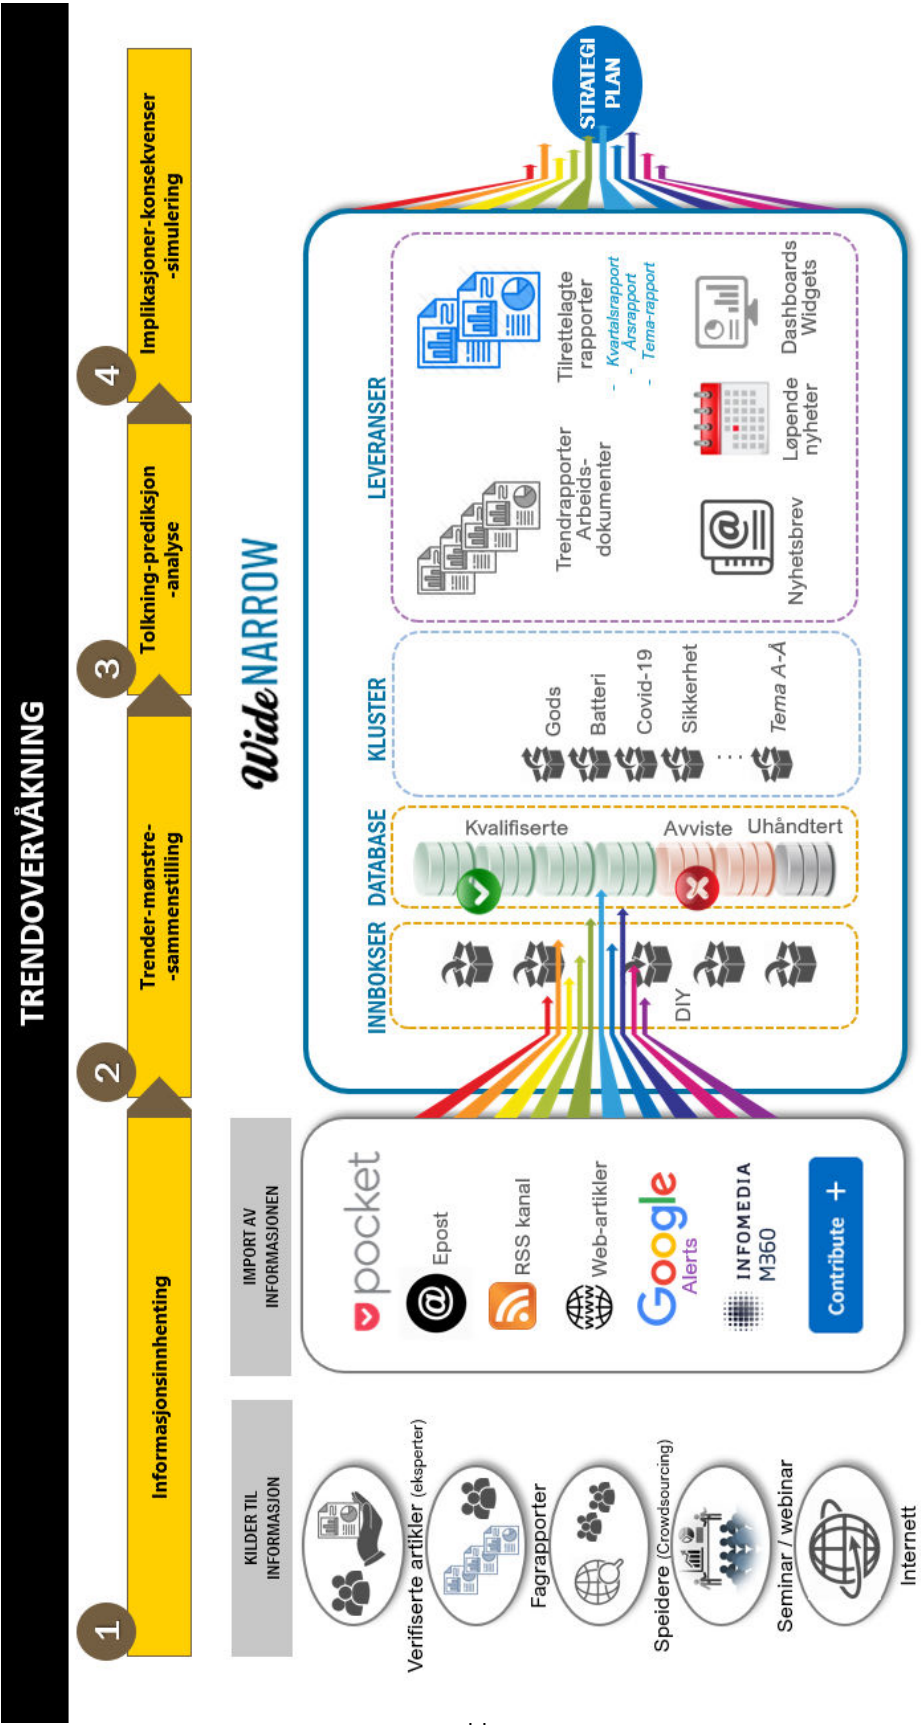 TRENDOVERVÅKNING
1
Informasjonsinnhenting
2
Trender-mønstre-
-sammenstilling
3
Tolkning-prediksjon
-analyse
4
Implikasjoner-konsekvenser
-simulering
KILDER TIL
INFORMASJON
Verifiserte artikler (eksperter)
Fagrapporter
Speidere (Crowdsourcing)
Seminar / webinar
Internett
IMPORT AV
INFORMASJONEN
pocket
@
Epost
RSS kanal
WWW
Web-artikler
Google
Alerts
INFOMEDIA
M360
Contribute +
Wide NARROW
INNBOKSER
DIY
DATABASE
Kvalifiserte
Avviste
Uhåndtert
KLUSTER
Gods
Batteri
Covid-19
Sikkerhet
...
Tema A-Å
LEVERANSER
Trendrapporter
Arbeids-
dokumenter
Tilrettelagte
rapporter
- Kvartalsrapport
- Årsrapport
- Tema-rapport
@
Nyhetsbrev
Løpende
nyheter
Dashboards
Widgets
STRATEGI
PLAN